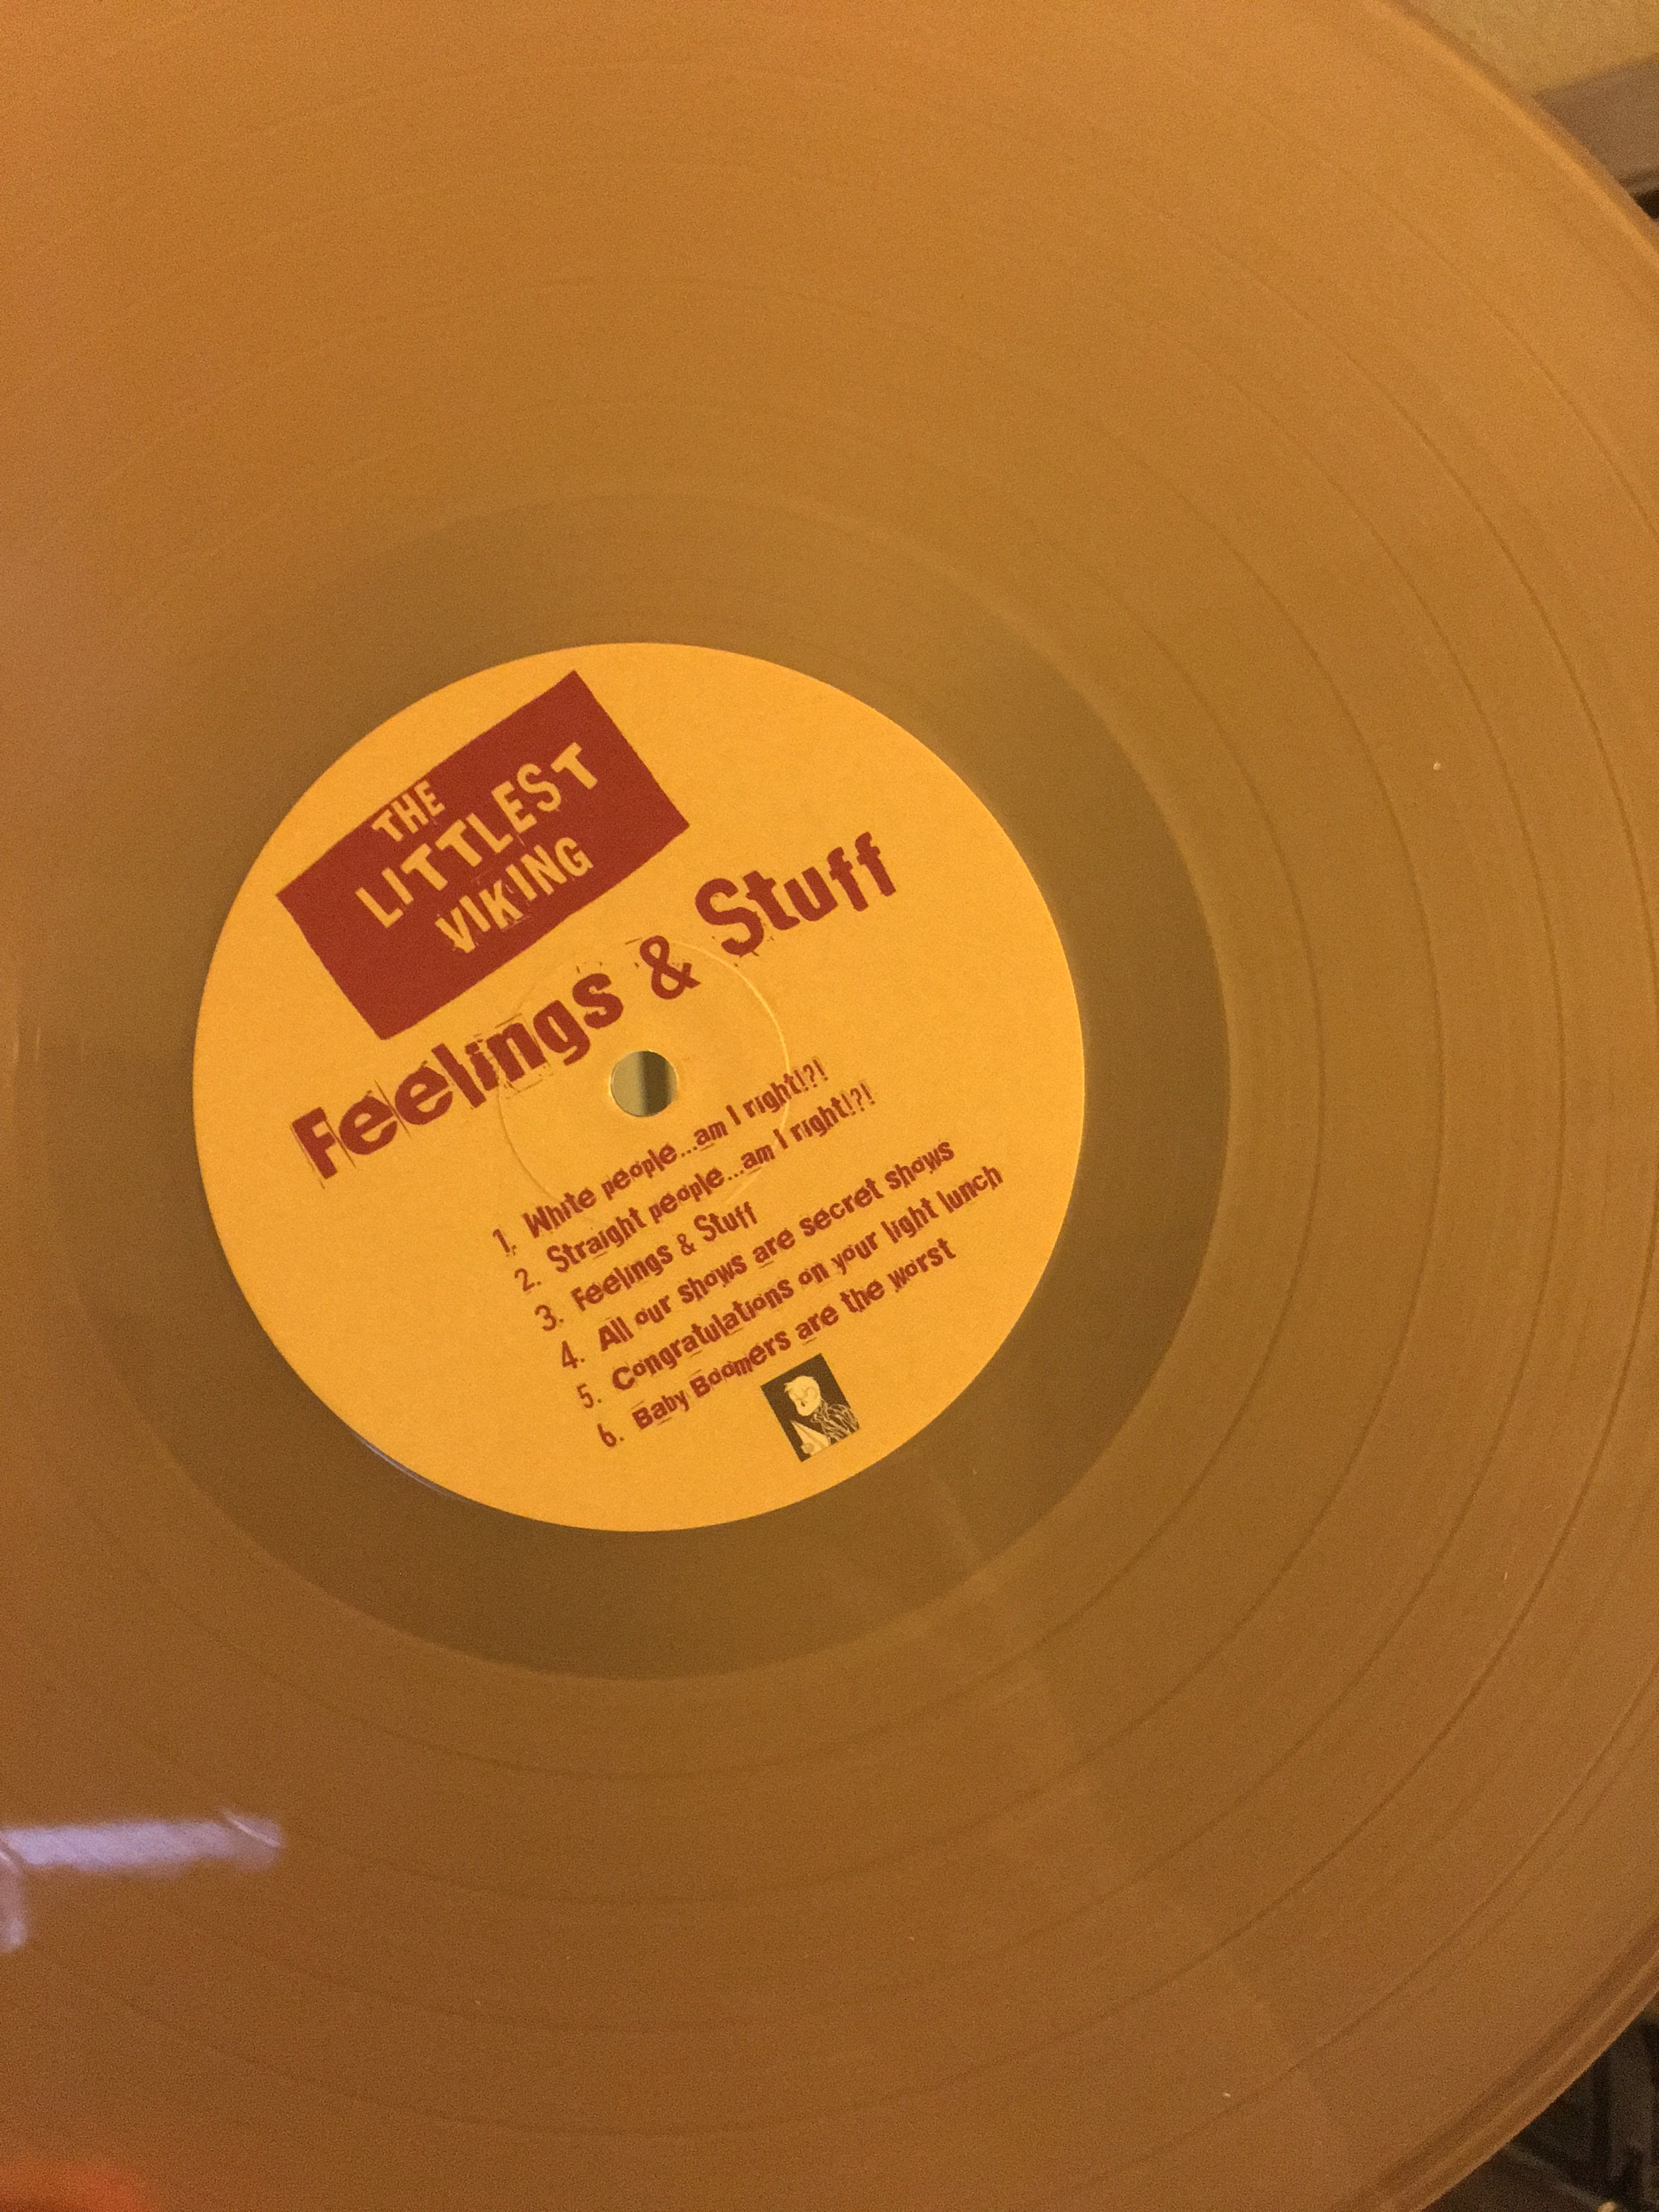 THE
LITTLEST
VIKING
Feelings & Stuff
1. White people...am I right!?!
2. Straight people...am I right!?!
3. Feelings & Stuff
4. All our shows are secret shows
5. Congratulations on your light lunch
6. Baby Boomers are the worst